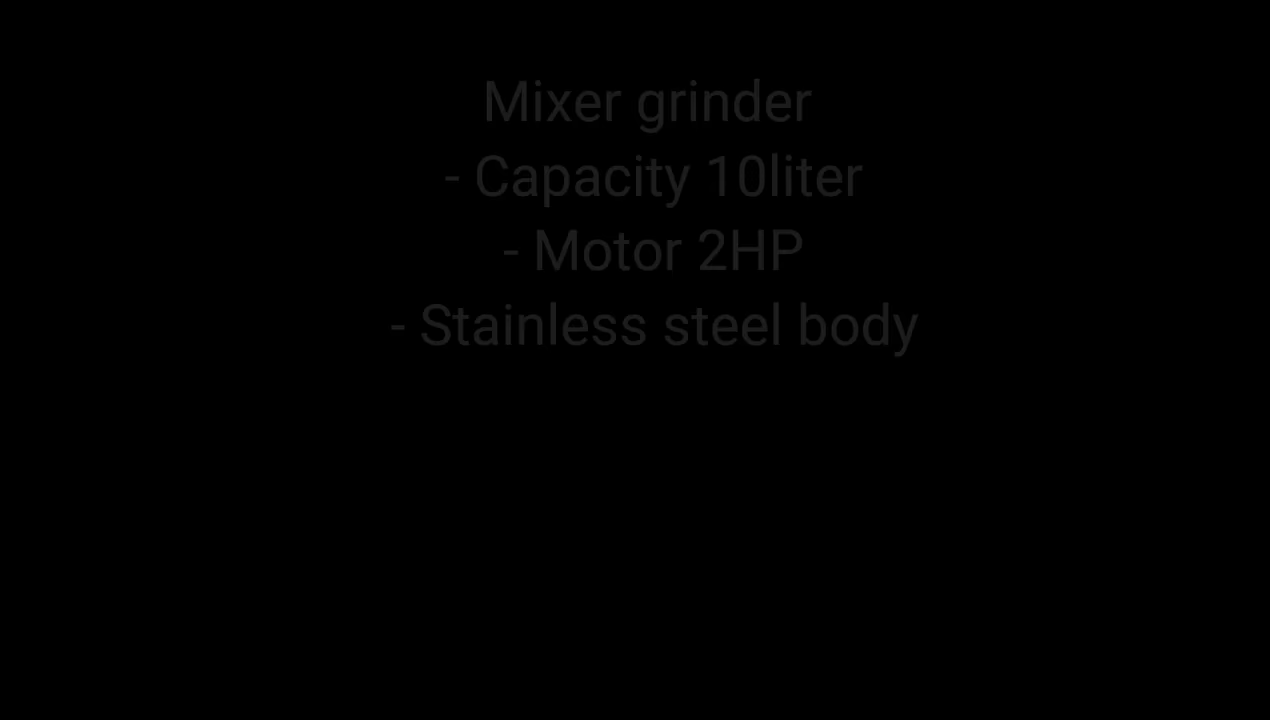 Mixer grinder
- Capacity 10liter
- Motor 2HP
- Stainless steel body